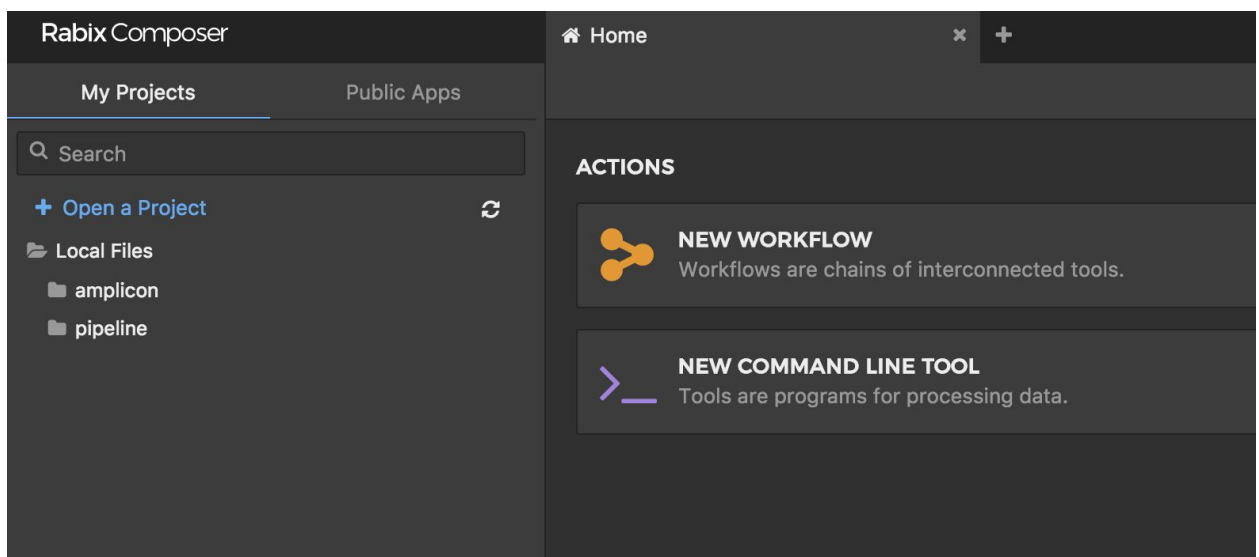 Rabix Composer
My Projects
Public Apps
Search
Open a Project
Local Files
amplicon
pipeline
Home
ACTIONS
NEW WORKFLOW
Workflows are chains of interconnected tools.
NEW COMMAND LINE TOOL
Tools are programs for processing data.